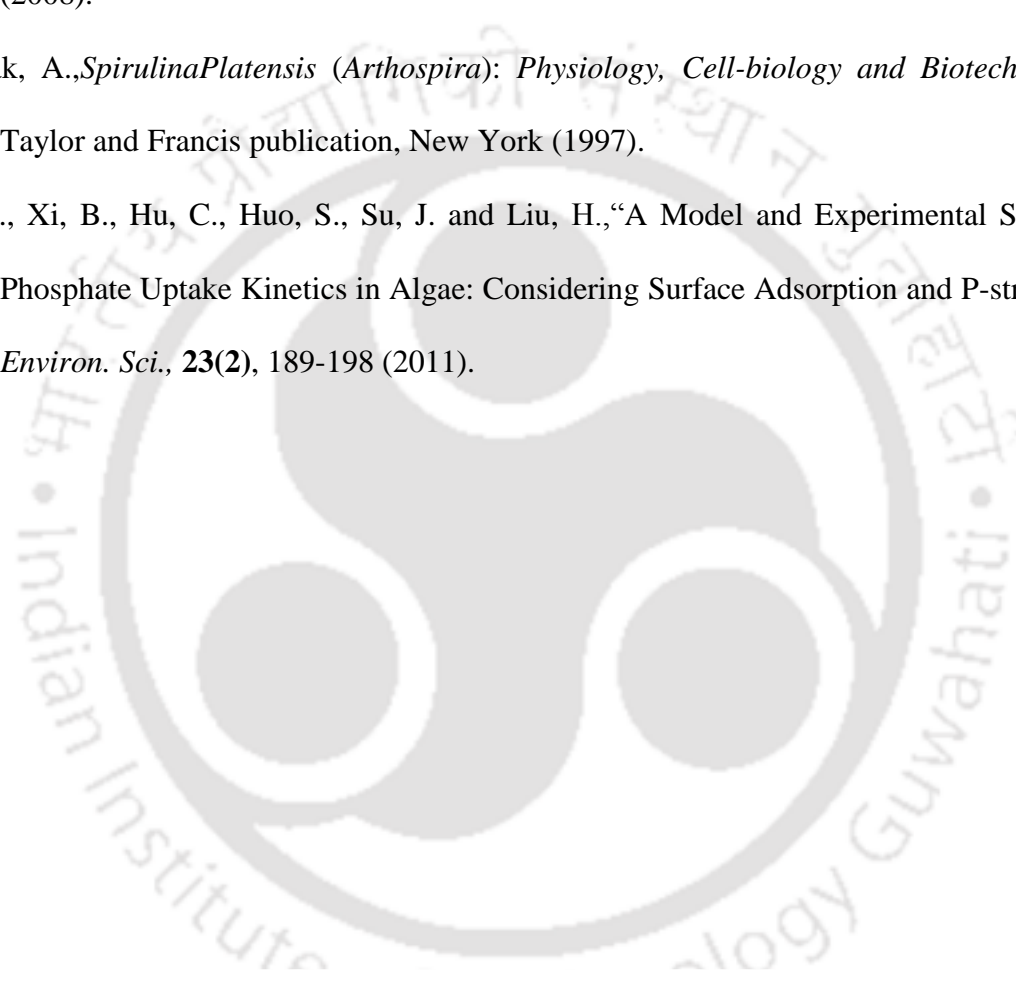 (2008).
k, A.,SpirulinaPlatensis (Arthospira): Physiology, Cell-biology and Biotech
Taylor and Francis publication, New York (1997).
., Xi, B., Hu, C., Huo, S., Su, J. and Liu, H.,“A Model and Experimental S
Phosphate Uptake Kinetics in Algae: Considering Surface Adsorption and P-str
Environ. Sci., 23(2), 189-198 (2011).
Indian Institute
ology Guwahati